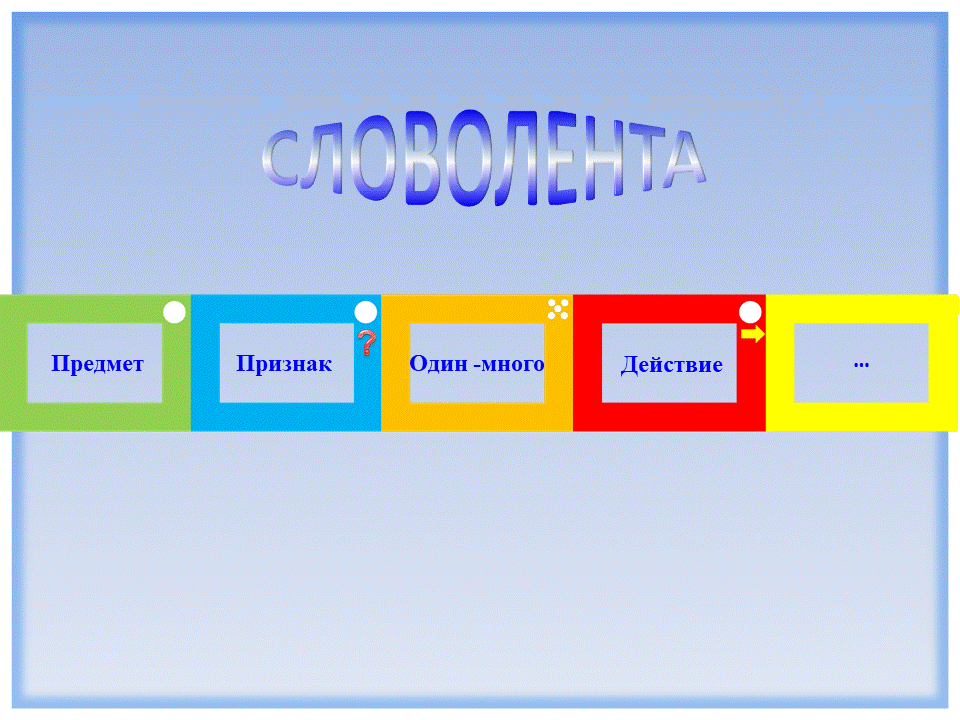 СЛОВОЛЕНТА
Предмет
Признак
?
Один -много
Действие
...